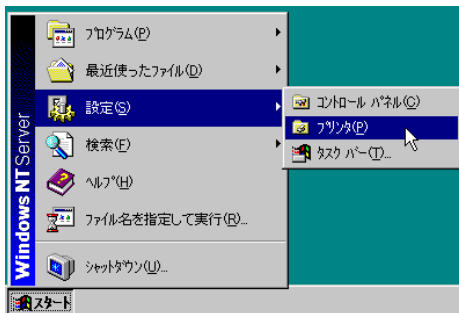 Windows NT Server
ﾌﾟﾛｸﾞﾗﾑ(P)
最近使ったﾌｧｲﾙ(D)
設定(S)
検索(F)
ﾍﾙﾌﾟ(H)
ﾌｧｲﾙ名を指定して実行(R)...
ｼｬｯﾄﾀﾞｳﾝ(U)...
ｺﾝﾄﾛｰﾙ ﾊﾟﾈﾙ(C)
ﾌﾟﾘﾝﾀ(P)
ﾀｽｸ ﾊﾞｰ(T)...
スタート